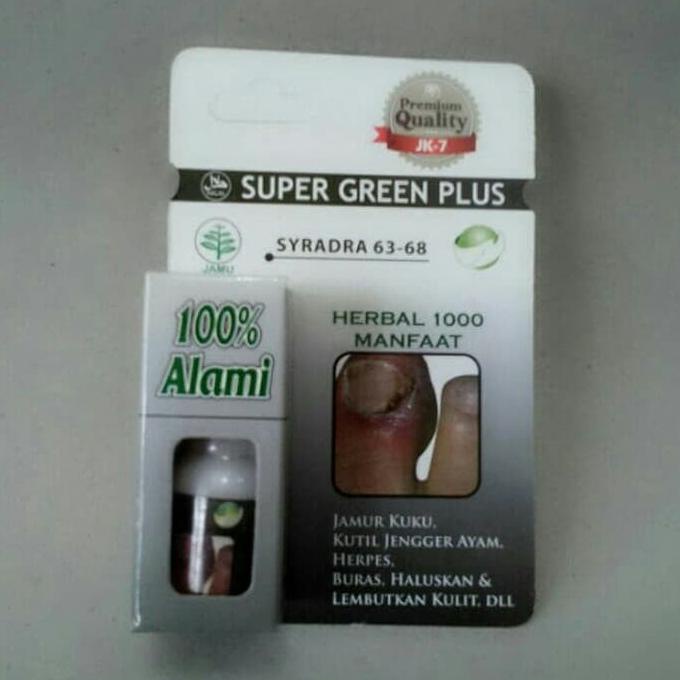 Premium
Quality
JK-7
HALAL
SUPER GREEN PLUS
JAMU
SYRADRA 63-68
100%
Alami
HERBAL 1000
MANFAAT
JAMUR KUKU,
KUTIL JENGGER AYAM,
HERPES,
BURAS, HALUSKAN &
LEMBUTKAN KULIT, DLL